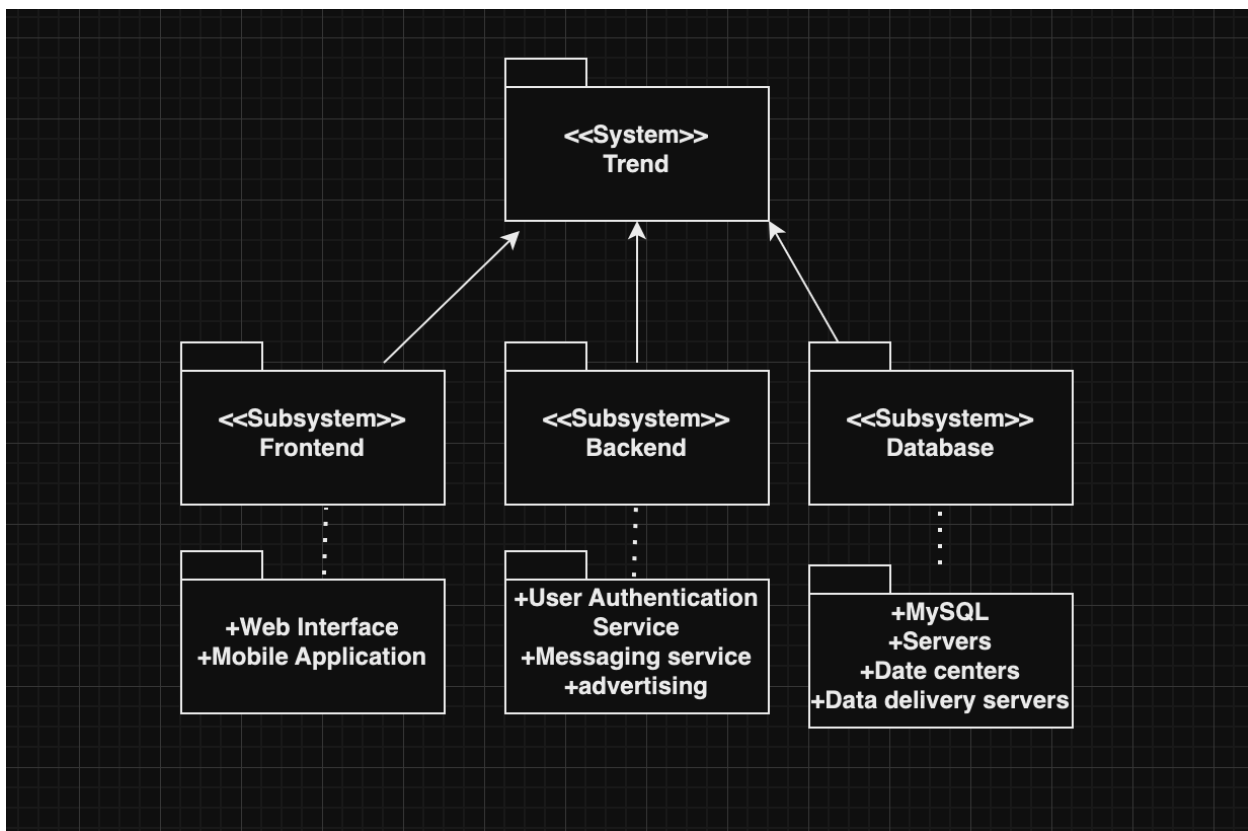 <<System>>
Trend
<<Subsystem>>
Frontend
<<Subsystem>>
Backend
<<Subsystem>>
Database
+Web Interface
+Mobile Application
+User Authentication
Service
+Messaging service
+advertising
+MySQL
+Servers
+Date centers
+Data delivery servers